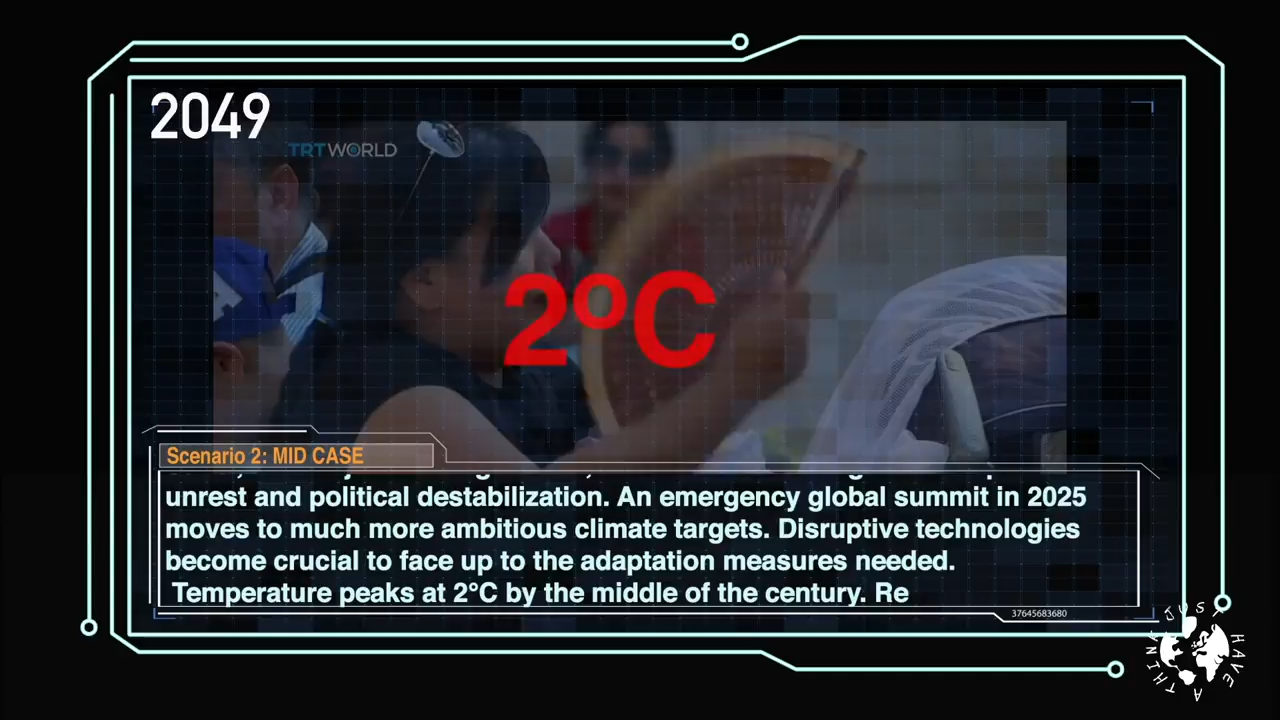 2049
TRTWORLD
2ºC
Scenario 2: MID CASE
unrest and political destabilization. An emergency global summit in 2025
moves to much more ambitious climate targets. Disruptive technologies
become crucial to face up to the adaptation measures needed.
Temperature peaks at 2°C by the middle of the century. Re
37645683680
JUST HAVE A THINK